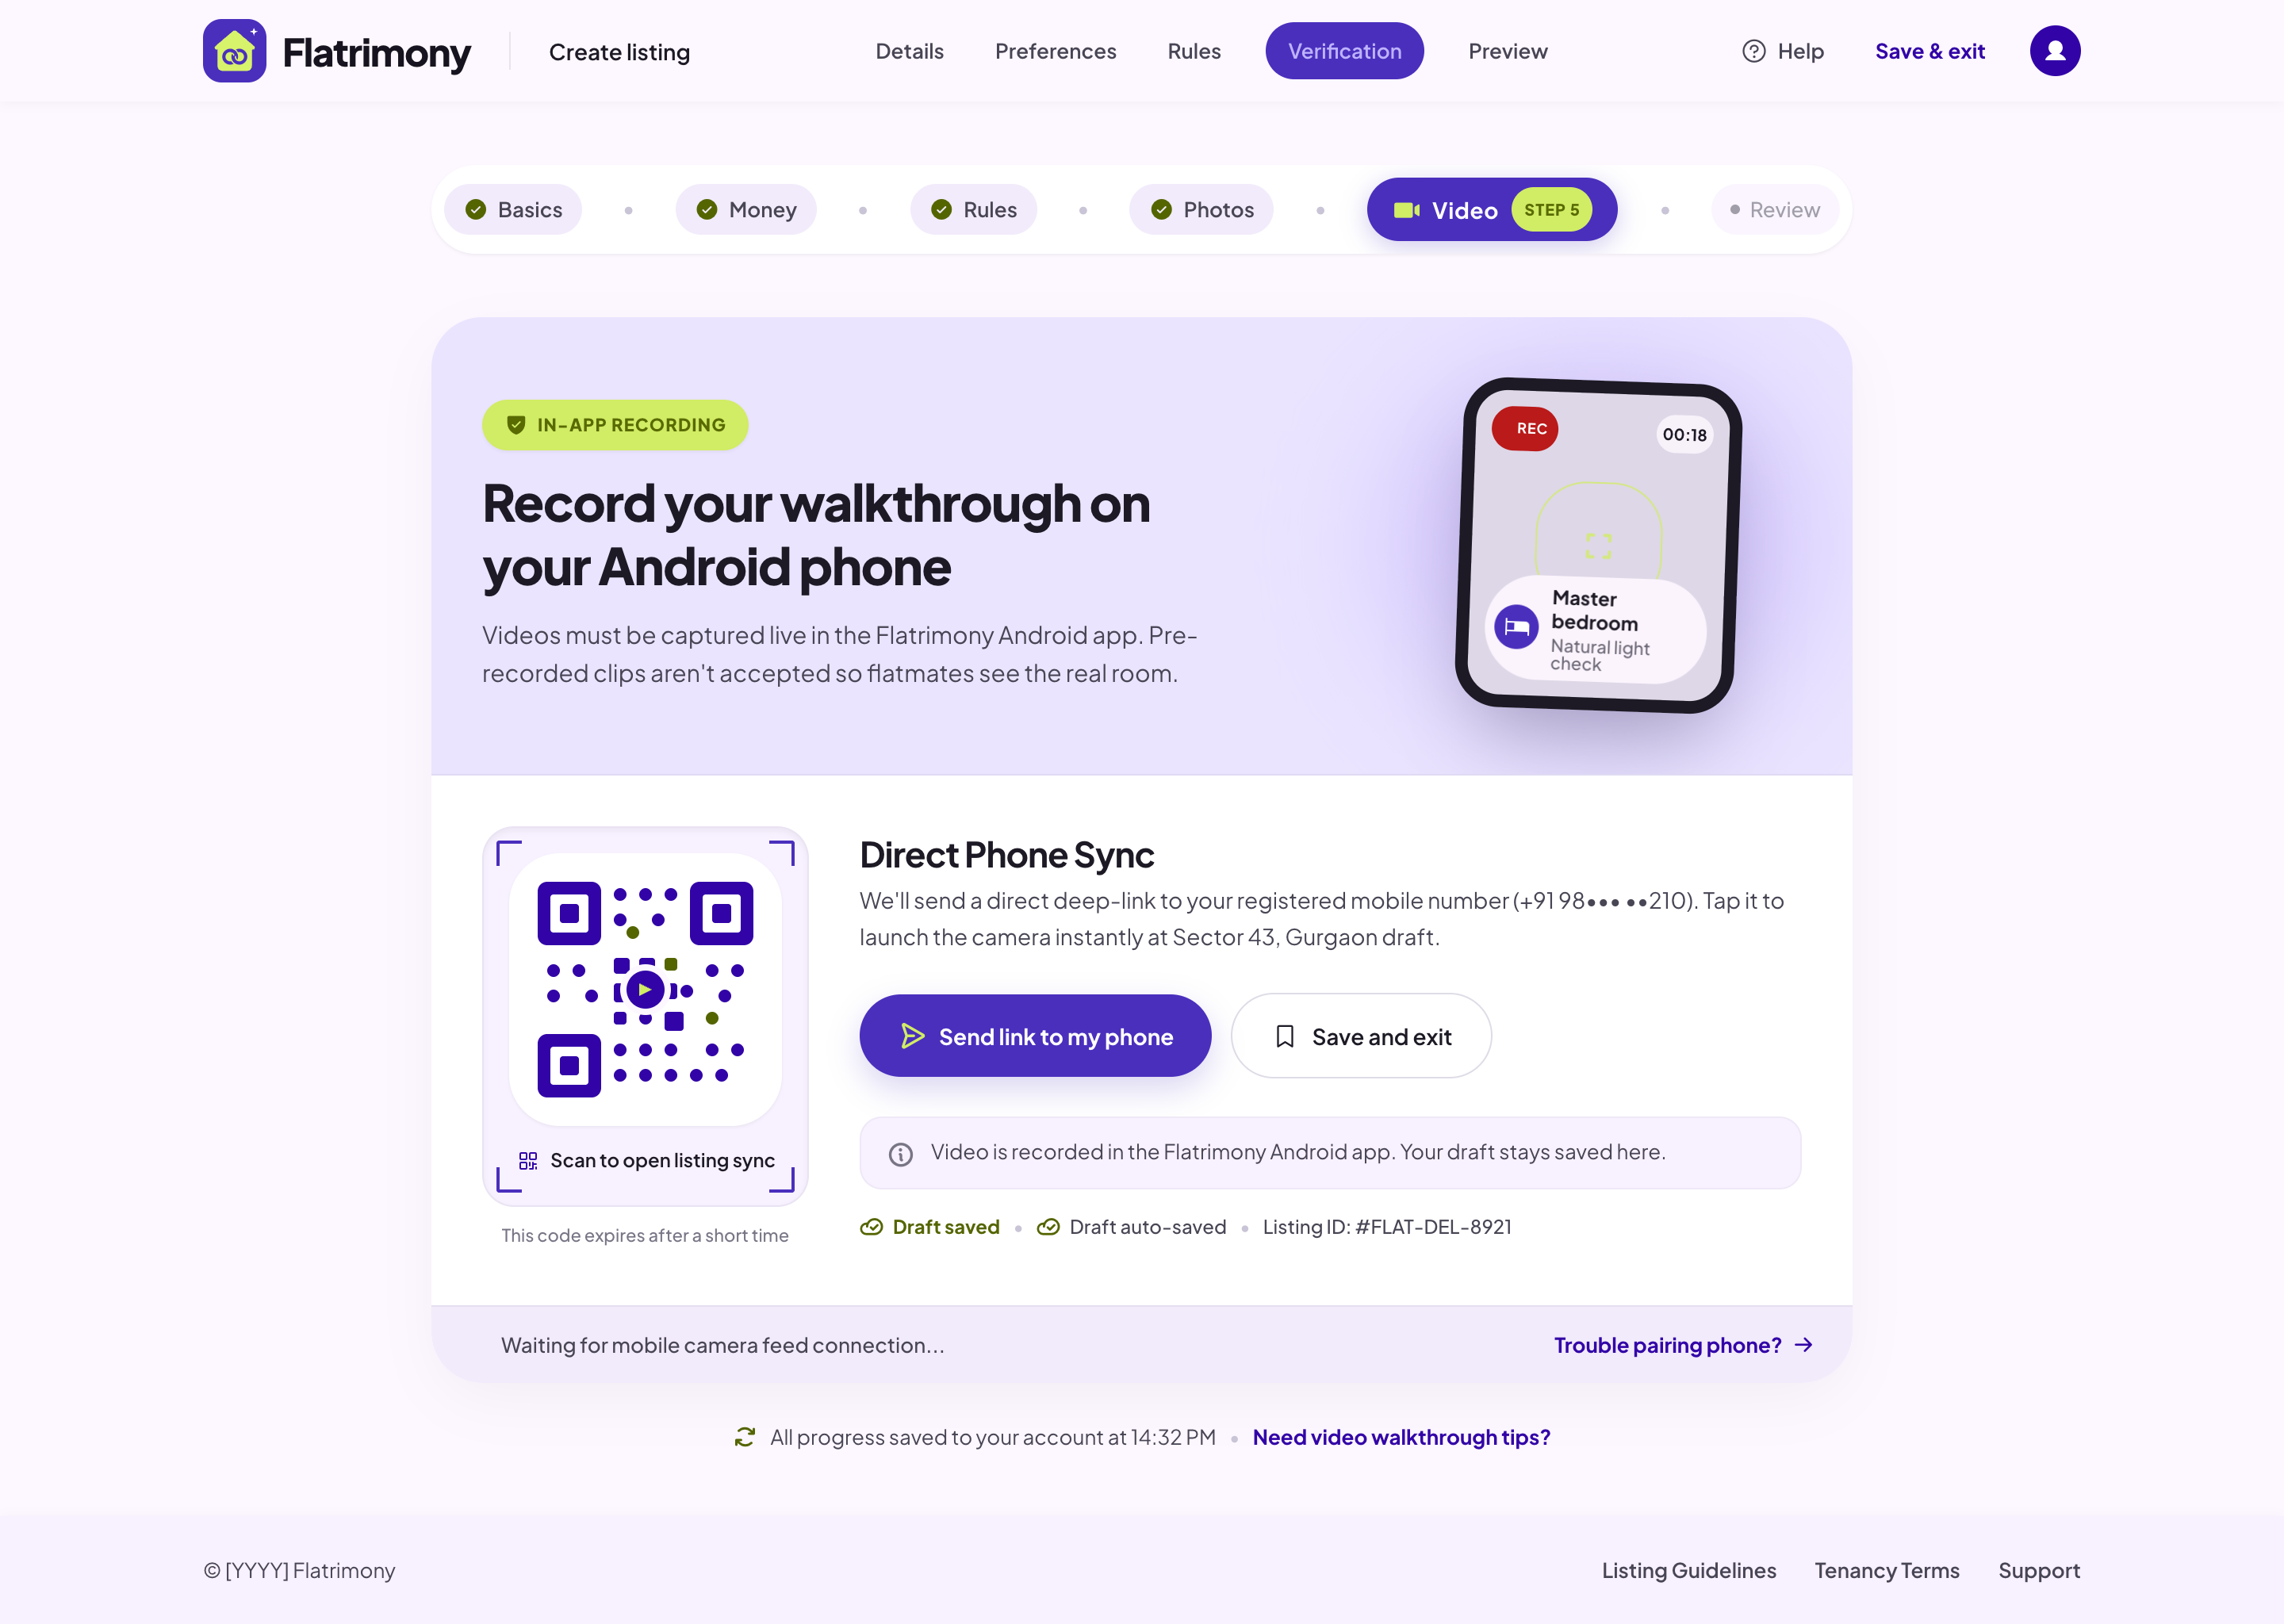 Flatrimony
Create listing
Details
Preferences
Rules
Verification
Preview
Help
Save & exit
Basics
Money
Rules
Photos
Video
STEP 5
Review
IN-APP RECORDING
Record your walkthrough on
your Android phone
Videos must be captured live in the Flatrimony Android app. Pre-
recorded clips aren't accepted so flatmates see the real room.
REC
00:18
Master
bedroom
Natural light
check
Scan to open listing sync
This code expires after a short time
Direct Phone Sync
We'll send a direct deep-link to your registered mobile number (+91 98••• ••210). Tap it to
launch the camera instantly at Sector 43, Gurgaon draft.
Send link to my phone
Save and exit
Video is recorded in the Flatrimony Android app. Your draft stays saved here.
Draft saved • Draft auto-saved • Listing ID: #FLAT-DEL-8921
Waiting for mobile camera feed connection...
Trouble pairing phone?
All progress saved to your account at 14:32 PM • Need video walkthrough tips?
© [YYYY] Flatrimony
Listing Guidelines
Tenancy Terms
Support